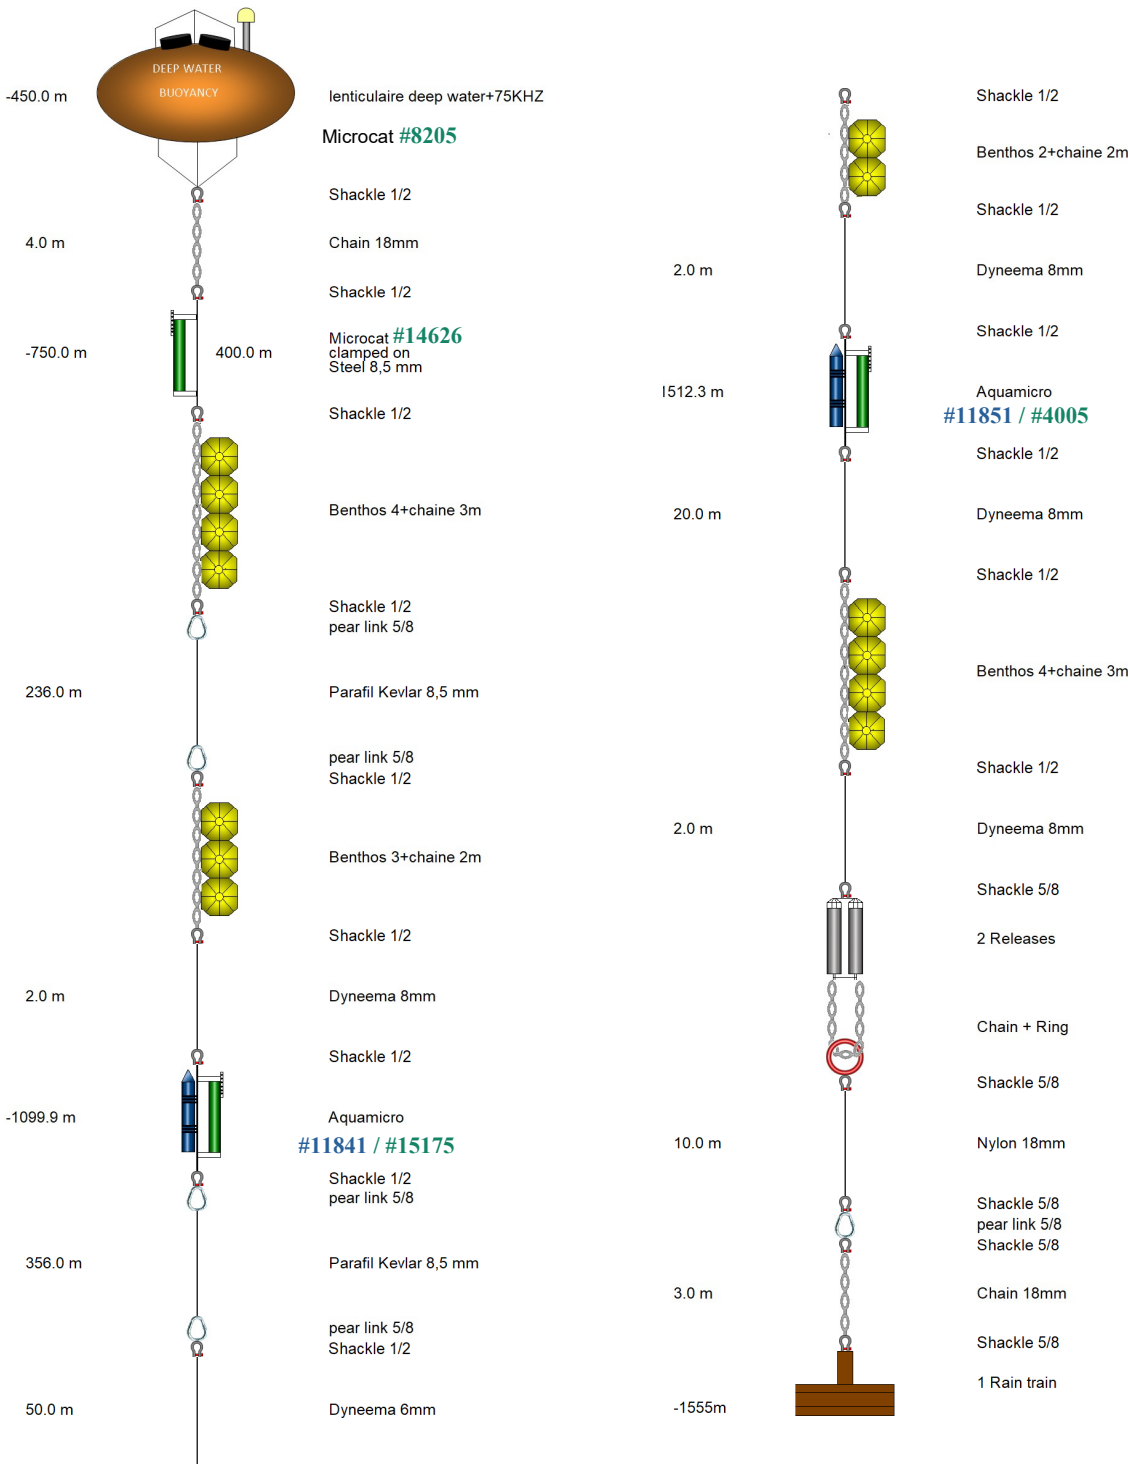 DEEP WATER
BUOYANCY
-450.0 m
lenticulaire deep water+75KHZ
Microcat #8205
Shackle 1/2
4.0 m
Chain 18mm
Shackle 1/2
Microcat #14626
-750.0 m
400.0 m
clamped on
Steel 8,5 mm
Shackle 1/2
Benthos 4+chaine 3m
Shackle 1/2
pear link 5/8
236.0 m
Parafil Kevlar 8,5 mm
pear link 5/8
Shackle 1/2
Benthos 3+chaine 2m
Shackle 1/2
2.0 m
Dyneema 8mm
Shackle 1/2
-1099.9 m
Aquamicro
#11841 / #15175
Shackle 1/2
pear link 5/8
356.0 m
Parafil Kevlar 8,5 mm
pear link 5/8
Shackle 1/2
50.0 m
Dyneema 6mm
Shackle 1/2
Benthos 2+chaine 2m
Shackle 1/2
2.0 m
Dyneema 8mm
Shackle 1/2
1512.3 m
Aquamicro
#11851 / #4005
Shackle 1/2
20.0 m
Dyneema 8mm
Shackle 1/2
Benthos 4+chaine 3m
Shackle 1/2
2.0 m
Dyneema 8mm
Shackle 5/8
2 Releases
Chain + Ring
Shackle 5/8
10.0 m
Nylon 18mm
Shackle 5/8
pear link 5/8
Shackle 5/8
3.0 m
Chain 18mm
Shackle 5/8
1 Rain train
-1555m